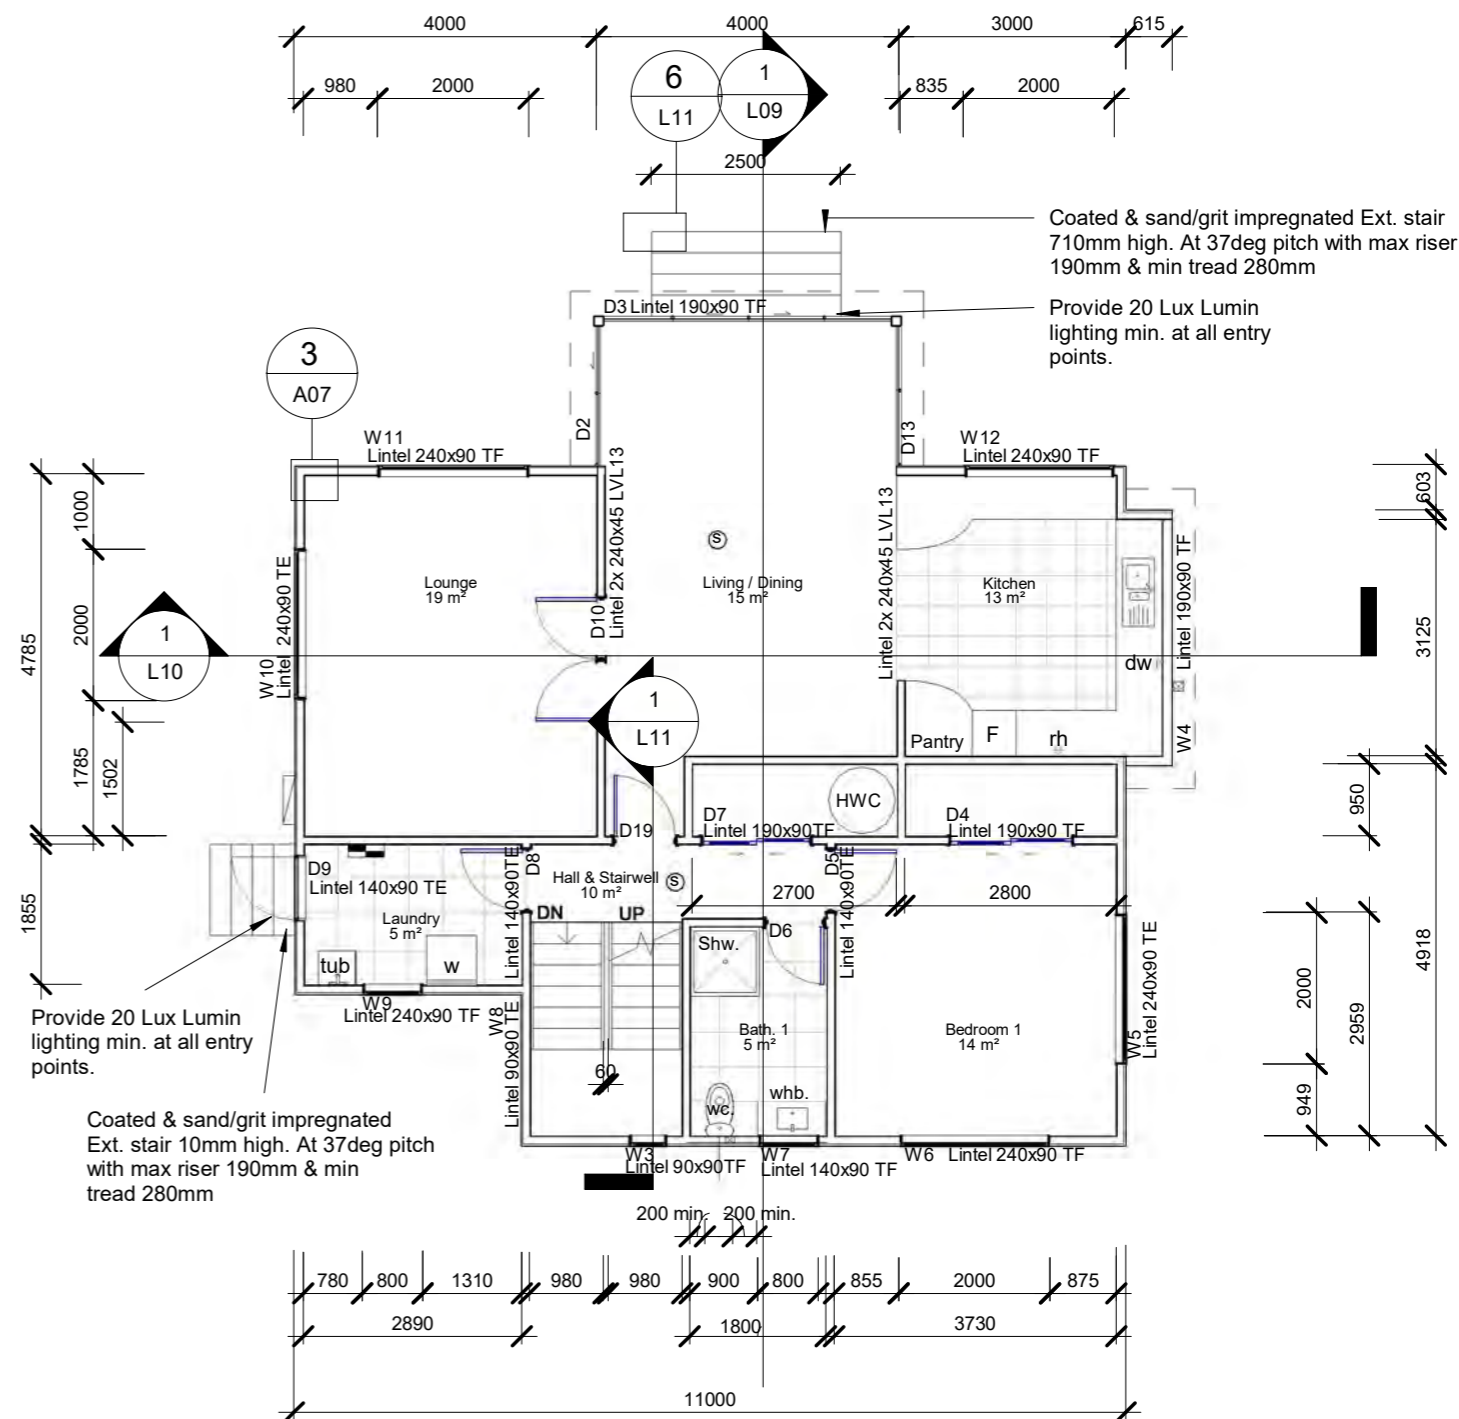 4000
4000
3000
615
980
2000
6
L11
1
L09
835
2000
2500
Coated & sand/grit impregnated Ext. stair
710mm high. At 37deg pitch with max riser
190mm & min tread 280mm
D3 Lintel 190x90 TF
Provide 20 Lux Lumin
lighting min. at all entry
points.
3
A07
D2
D13
W11
Lintel 240x90 TF
W12
Lintel 240x90 TF
1000
2000
4785
1785
1502
1855
W10
Lintel 240x90 TE
1
L10
Lounge
19 m²
D10
Lintel 2x 240x45 LVL13
S
Living / Dining
15 m²
Lintel 2x 240x45 LVL13
Kitchen
13 m²
Lintel 190x90 TF
W4
603
3125
dw
1
L11
Pantry
F
rh
HWC
950
D19
D7
Lintel 190x90TF
D4
Lintel 190x90 TF
D9
Lintel 140x90 TE
D8
Lintel 140x90TE
Hall & Stairwell
10 m²
S
D5
Lintel 140x90TE
2700
2800
Laundry
5 m²
DN
UP
D6
Shw.
tub
w
W9
Lintel 240x90 TF
W8
Lintel 90x90 TE
Bath. 1
5 m²
Bedroom 1
14 m²
W5
Lintel 240x90 TE
2000
2959
4918
949
60
wc.
whb.
Provide 20 Lux Lumin
lighting min. at all entry
points.
Coated & sand/grit impregnated
Ext. stair 10mm high. At 37deg pitch
with max riser 190mm & min
tread 280mm
W3
Lintel 90x90TF
W7
Lintel 140x90 TF
W6
Lintel 240x90 TF
200 min.
200 min.
780
800
1310
980
980
900
800
855
2000
875
2890
1800
3730
11000